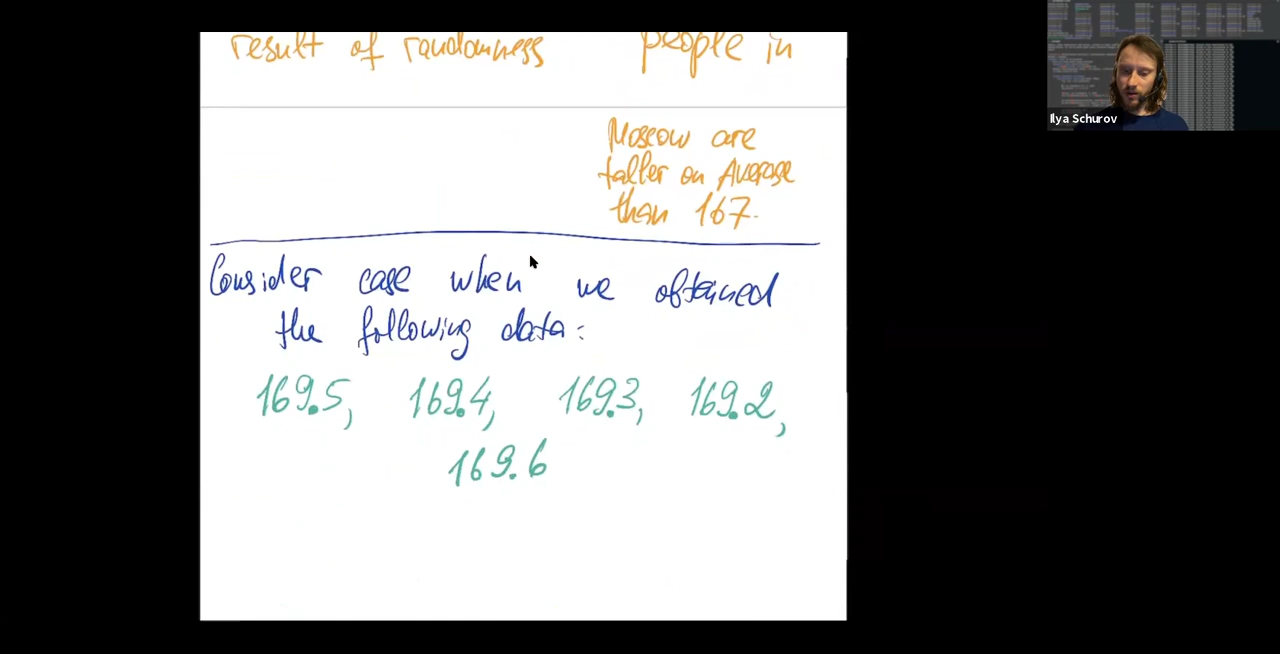 result of randomness people in
Moscow are
taller on Average
than 167.
Consider case when we obtained
the following data:
169.5, 169.4, 169.3, 169.2,
169.6
Ilya Schurov